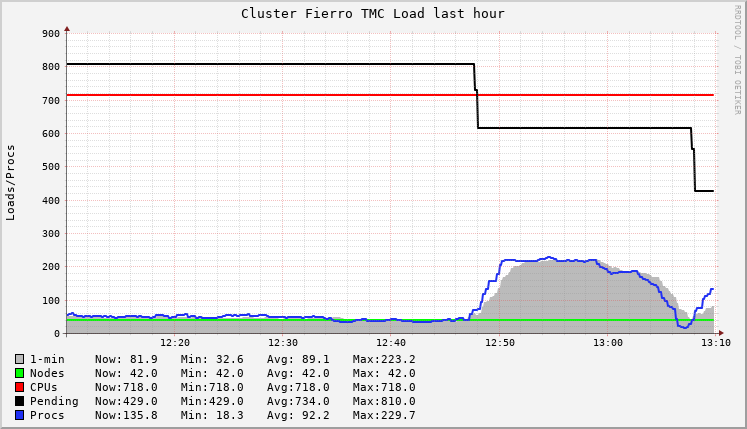 Cluster Fierro TMC Load last hour
RRDTOOL / TOBI OETIKER
Loads/Procs
900
800
700
600
500
400
300
200
100
0
12:20 12:30 12:40 12:50 13:00 13:10
1-min Now: 81.9 Min: 32.6 Avg: 89.1 Max:223.2
Nodes Now: 42.0 Min: 42.0 Avg: 42.0 Max: 42.0
CPUs Now:718.0 Min:718.0 Avg:718.0 Max:718.0
Pending Now:429.0 Min:429.0 Avg:734.0 Max:810.0
Procs Now:135.8 Min: 18.3 Avg: 92.2 Max:229.7